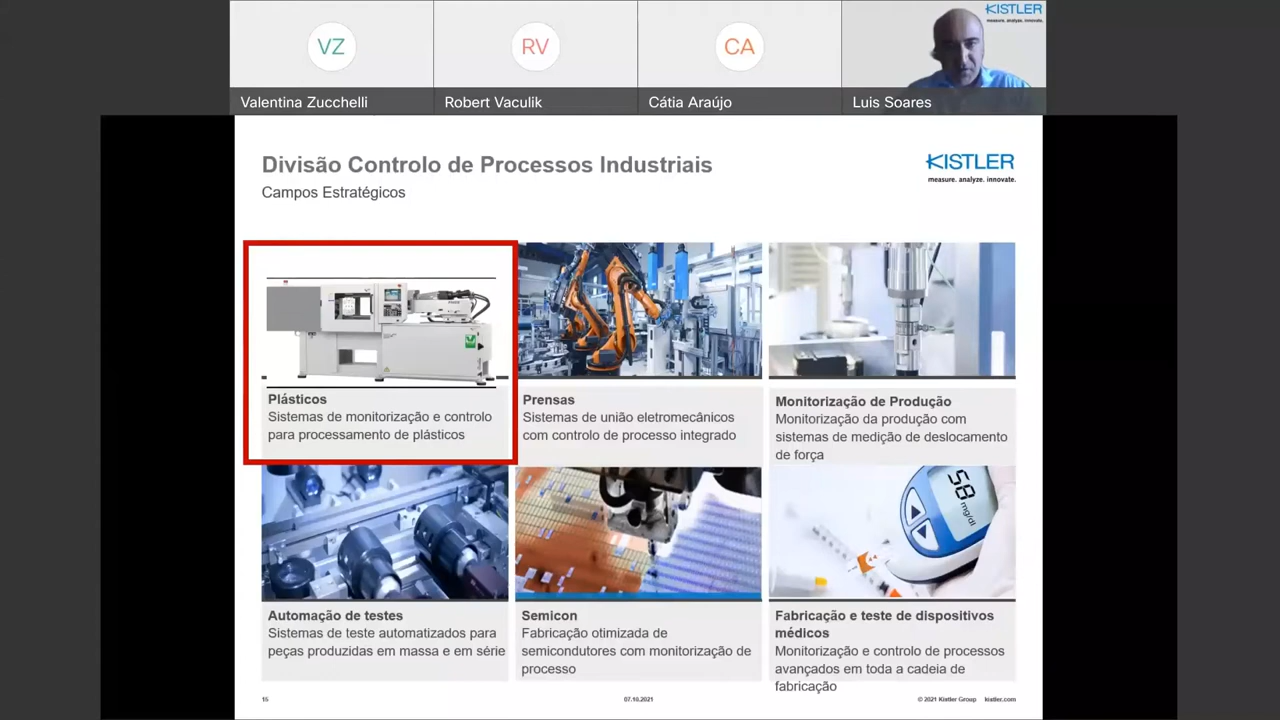 KISTLER
measure. analyze. innovate.
VZ
RV
CA
Valentina Zucchelli
Robert Vaculik
Cátia Araújo
Luis Soares
Divisão Controlo de Processos Industriais
Campos Estratégicos
KISTLER
measure. analyze. innovate.
Plásticos
Sistemas de monitorização e controlo
para processamento de plásticos
Prensas
Sistemas de união eletromecânicos
com controlo de processo integrado
Monitorização de Produção
Monitorização da produção com
sistemas de medição de deslocamento
de força
58
mg/dl
Automação de testes
Sistemas de teste automatizados para
peças produzidas em massa e em série
Semicon
Fabricação otimizada de
semicondutores com monitorização de
processo
Fabricação e teste de dispositivos
médicos
Monitorização e controlo de processos
avançados em toda a cadeia de
fabricação
15
07.10.2021
© 2021 Kistler Group
kistler.com